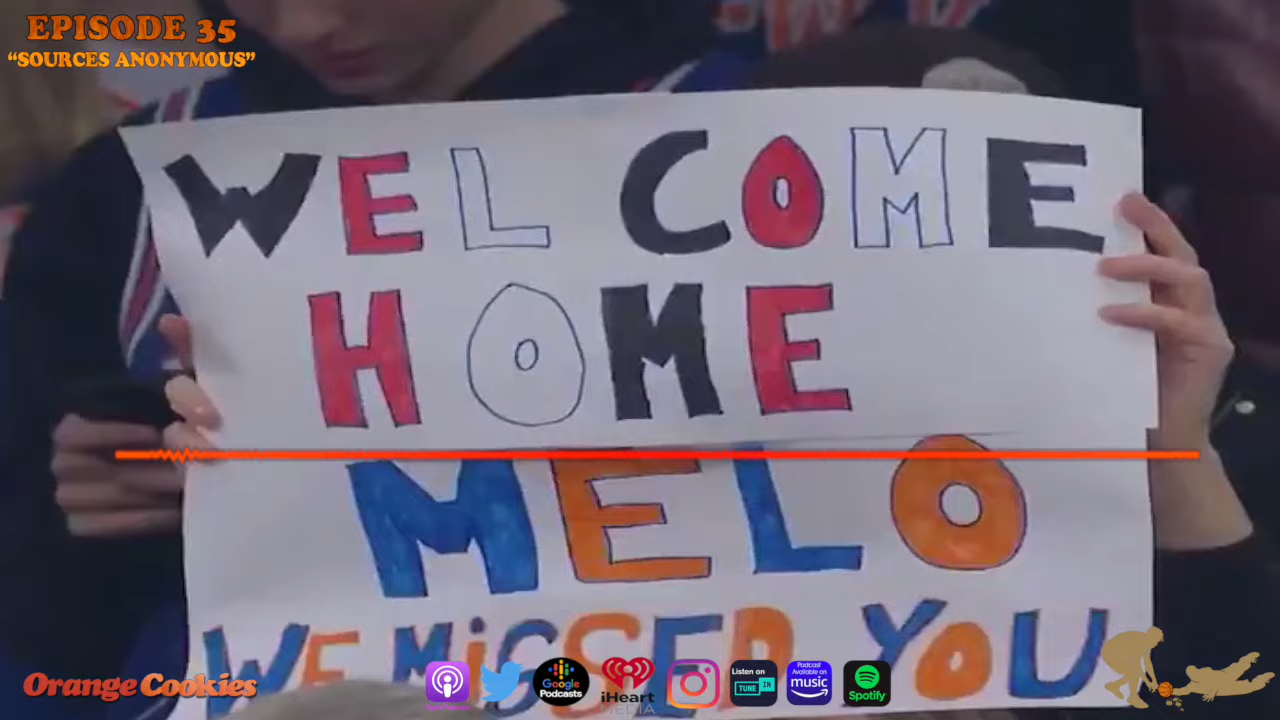 EPISODE 35
“SOURCES ANONYMOUS”
WELCOME
HOME
MELO
WE MiSSED YOU
Orange Cookies
Google
Podcasts
iHeart
MEDIA
Listen on
TUNE IN
Podcast
Available on
music
Spotify